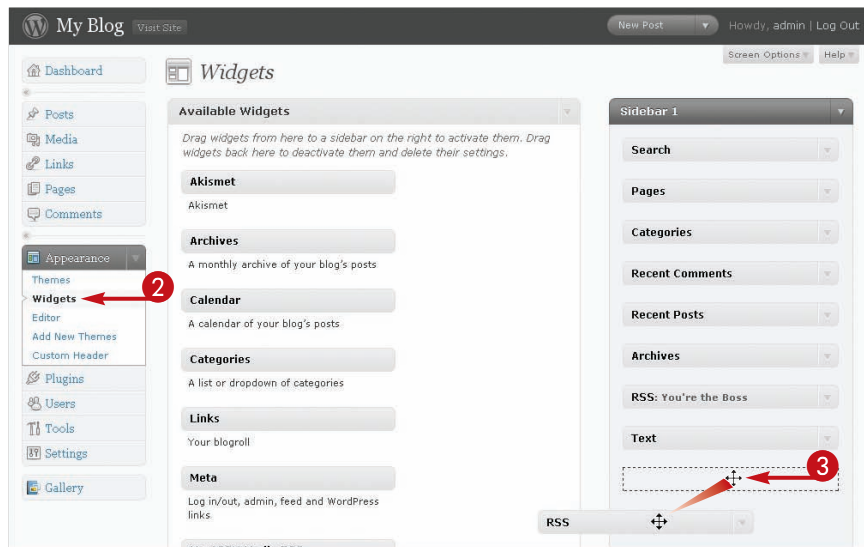 My Blog Visit Site
New Post
Howdy, admin | Log Out
Screen Options
Help
Dashboard
Posts
Media
Links
Pages
Comments
Appearance
Themes
Widgets
Editor
Add New Themes
Custom Header
Plugins
Users
Tools
Settings
Gallery
2
Widgets
Available Widgets
Drag widgets from here to a sidebar on the right to activate them. Drag
widgets back here to deactivate them and delete their settings.
Akismet
Akismet
Archives
A monthly archive of your blog's posts
Calendar
A calendar of your blog's posts
Categories
A list or dropdown of categories
Links
Your blogroll
Meta
Log in/out, admin, feed and WordPress
links
Sidebar 1
Search
Pages
Categories
Recent Comments
Recent Posts
Archives
RSS: You're the Boss
Text
3
RSS